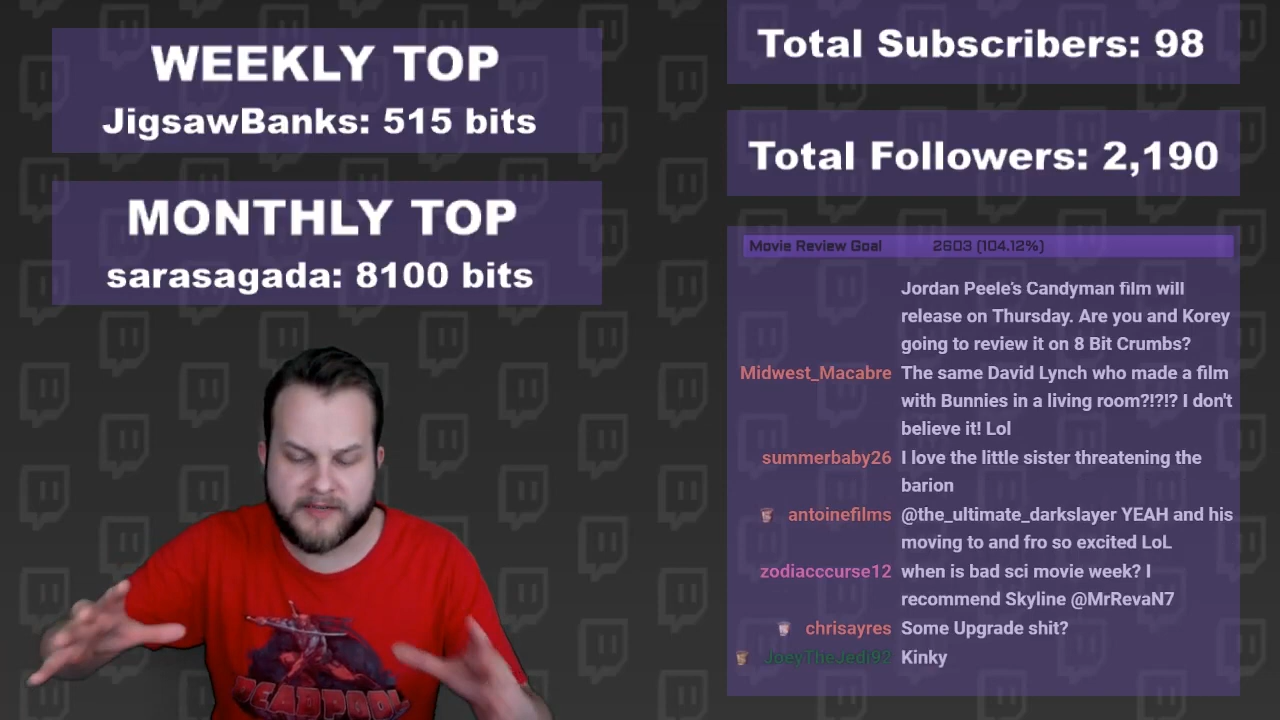 WEEKLY TOP
JigsawBanks: 515 bits
MONTHLY TOP
sarasagada: 8100 bits
Total Subscribers: 98
Total Followers: 2,190
Movie Review Goal 2603 (104.12%)
Jordan Peele's Candyman film will
release on Thursday. Are you and Korey
going to review it on 8 Bit Crumbs?
Midwest_Macabre The same David Lynch who made a film
with Bunnies in a living room?!?!? I don't
believe it! Lol
summerbaby26 I love the little sister threatening the
barion
antoinefilms @the_ultimate_darkslayer YEAH and his
moving to and fro so excited LoL
zodiacccurse12 when is bad sci movie week? I
recommend Skyline @MrRevaN7
chrisayres Some Upgrade shit?
JoeyTheJedi92 Kinky
DEADPOOL